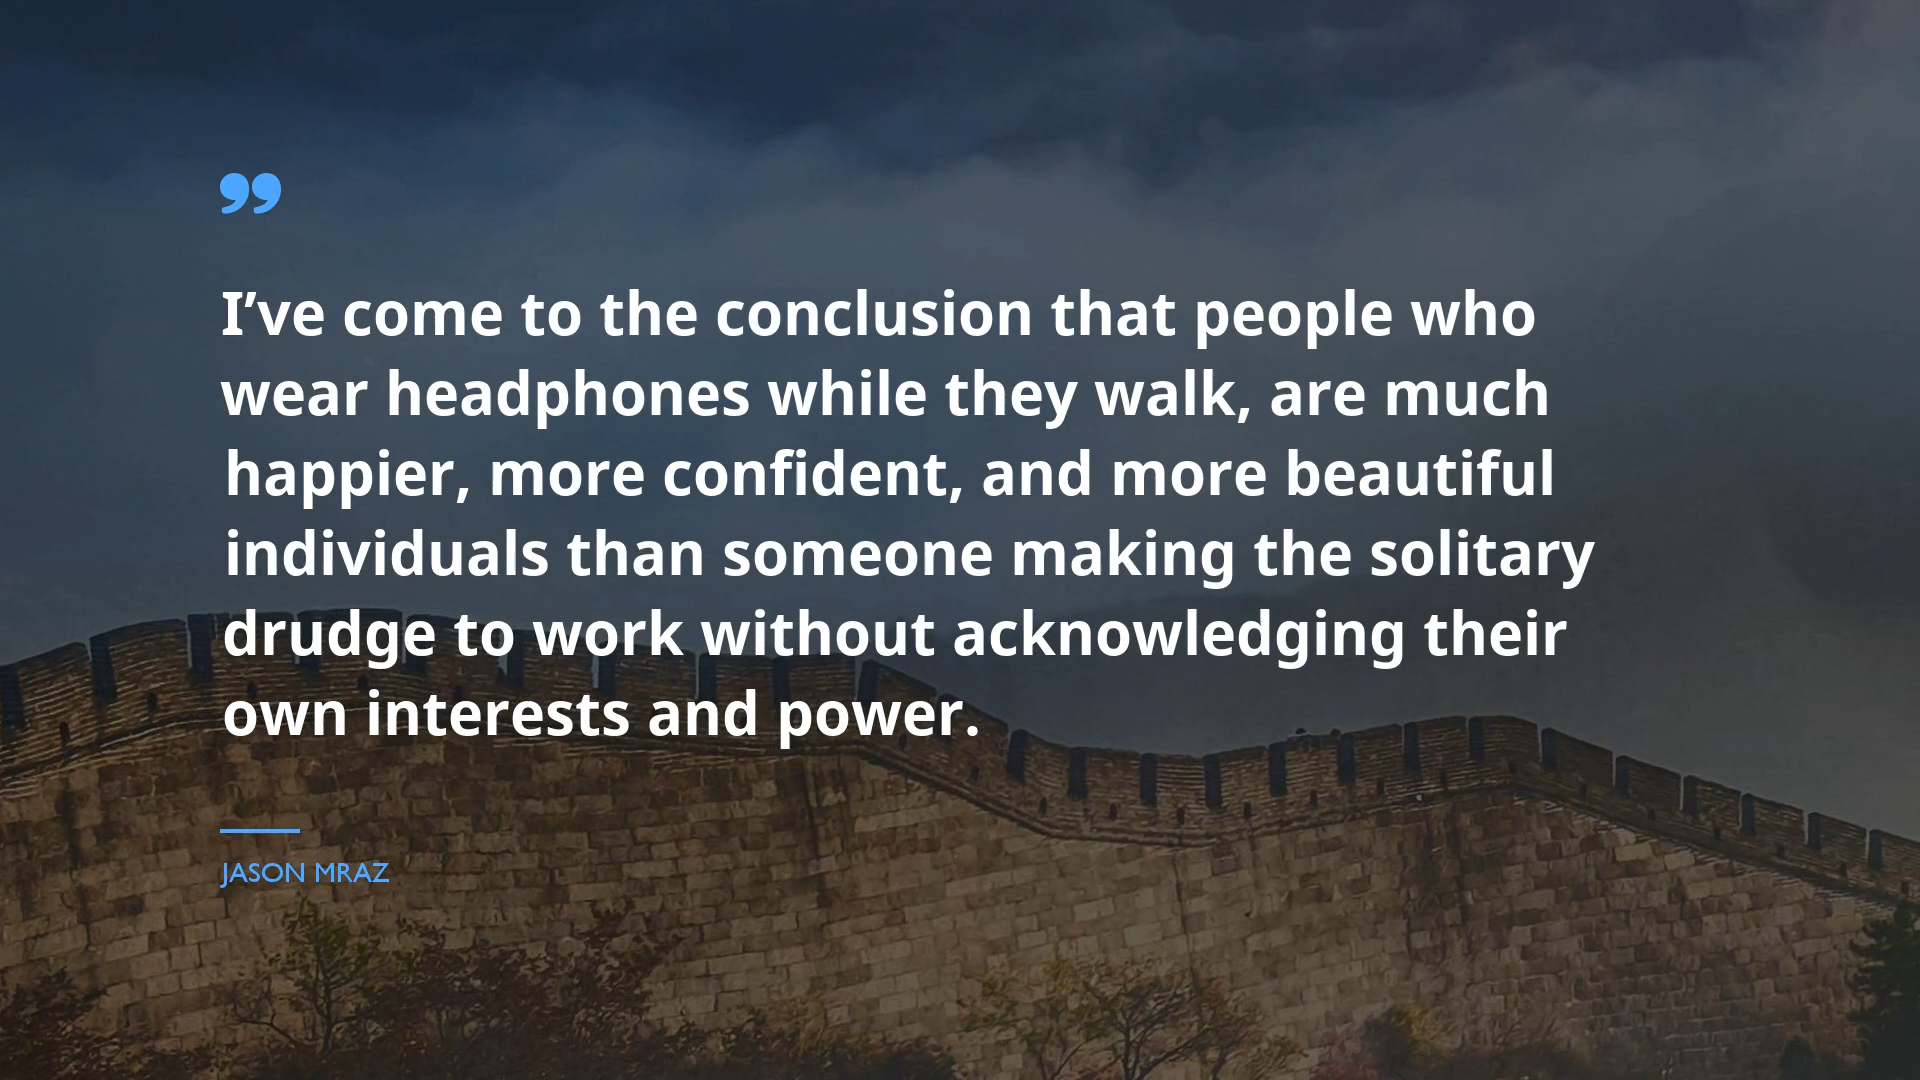 ”
I’ve come to the conclusion that people who
wear headphones while they walk, are much
happier, more confident, and more beautiful
individuals than someone making the solitary
drudge to work without acknowledging their
own interests and power.
JASON MRAZ